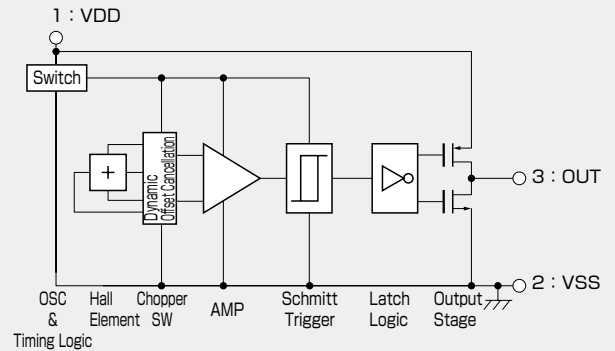 1 : VDD
Switch
Dynamic
Offset Cancellation
+
3 : OUT
2 : VSS
OSC
&
Timing Logic
Hall
Element
Chopper
SW
AMP
Schmitt
Trigger
Latch
Logic
Output
Stage